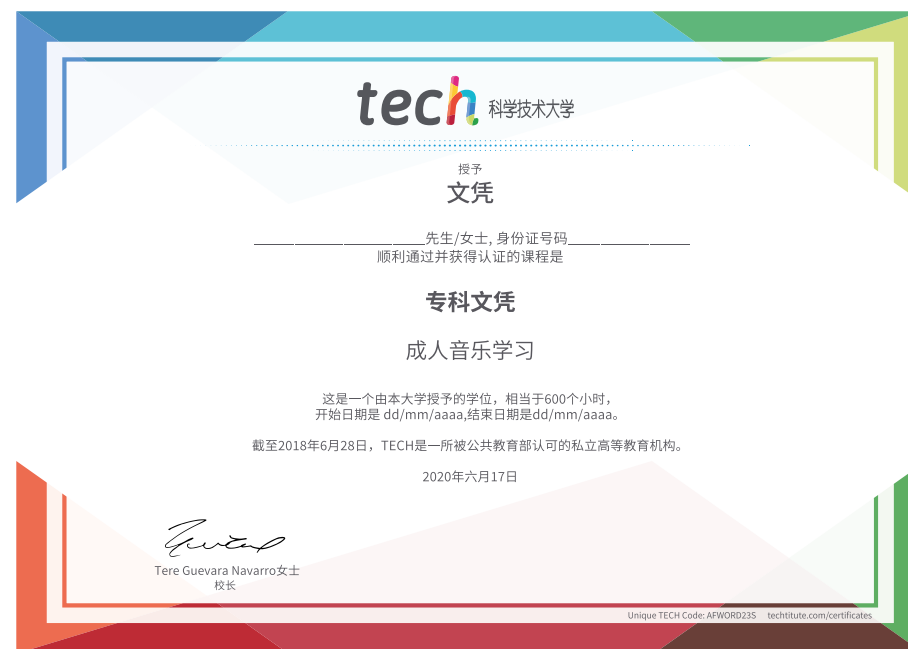 tech 科学技术大学
授予
文凭
______________________先生/女士, 身份证号码_______________
顺利通过并获得认证的课程是
专科文凭
成人音乐学习
这是一个由本大学授予的学位，相当于600个小时，
开始日期是 dd/mm/aaaa,结束日期是dd/mm/aaaa。
截至2018年6月28日，TECH是一所被公共教育部认可的私立高等教育机构。
2020年六月17日
Tere Guevara Navarro女士
校长
Unique TECH Code: AFWORD23S techtitute.com/certificates